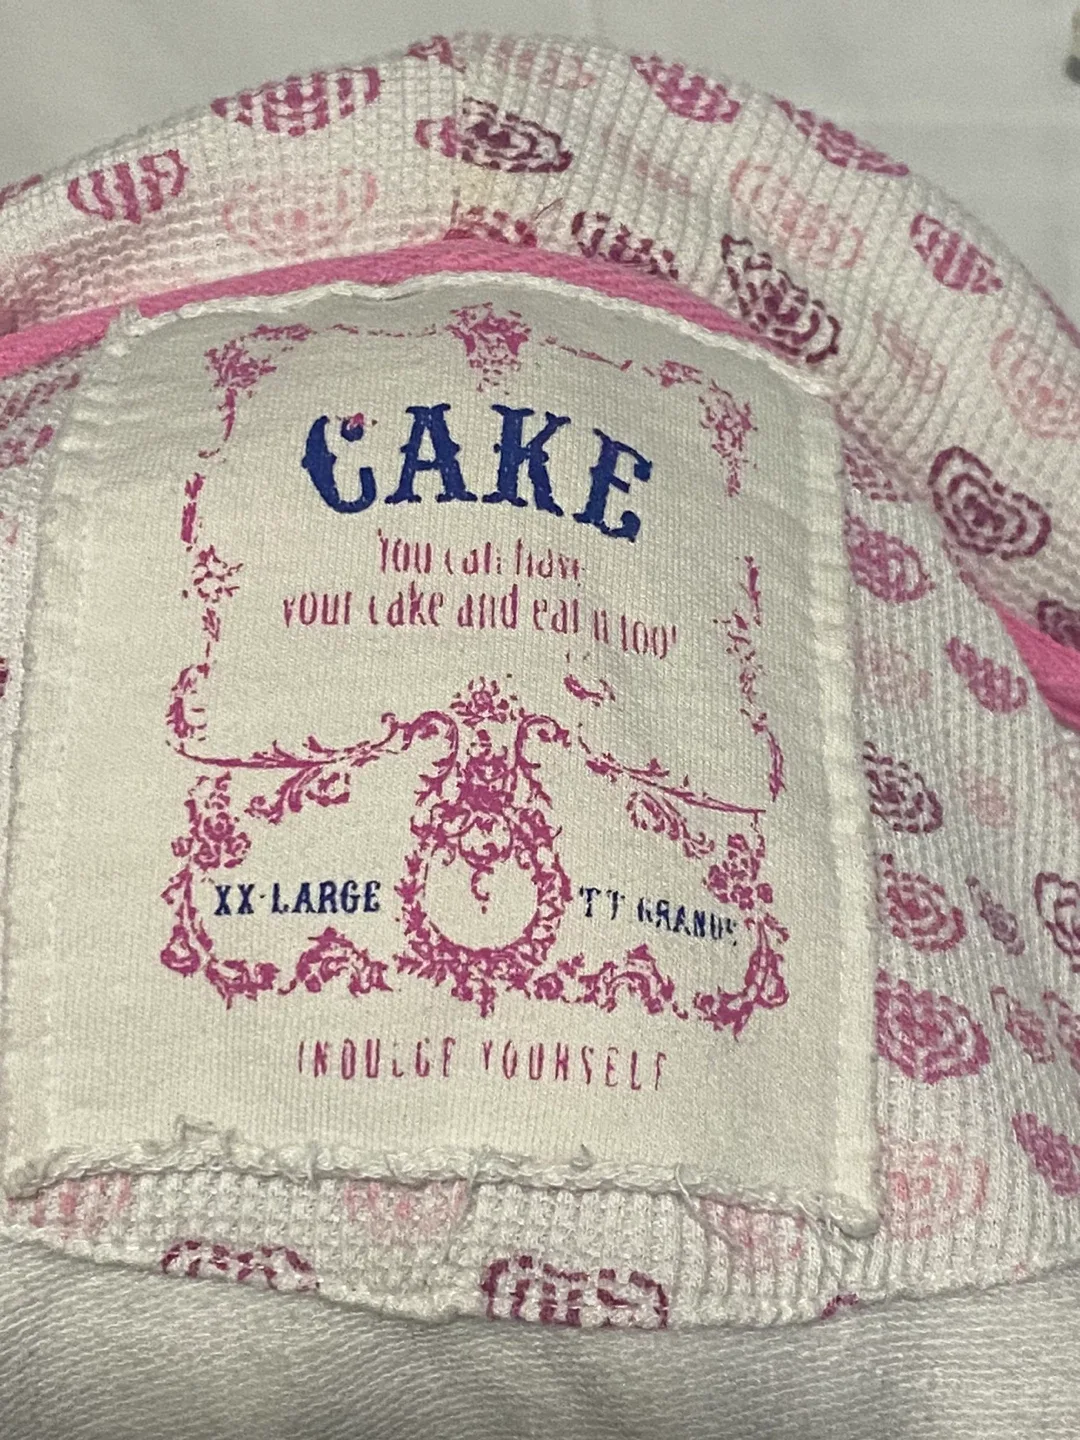 CAKE
You can have
your cake and eat it too!
XX-LARGE
TT GRANDE
INDULGE YOURSELF